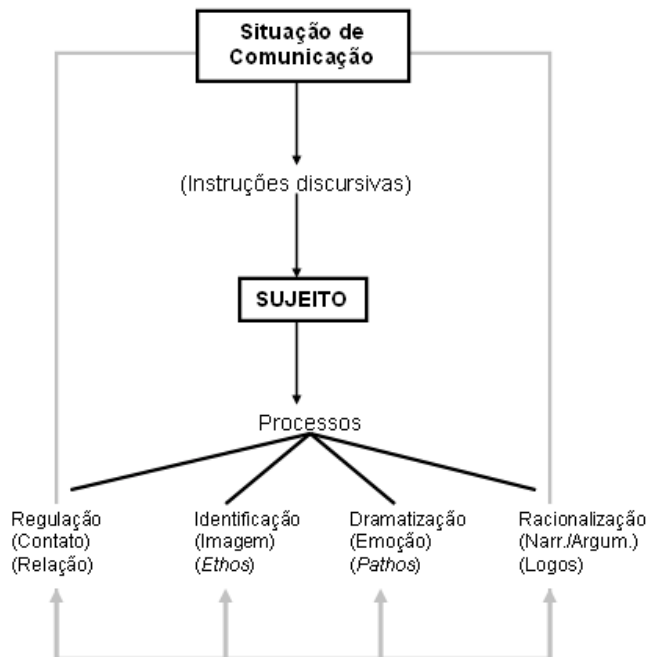 Situação de
Comunicação
(Instruções discursivas)
SUJEITO
Processos
Regulação
(Contato)
(Relação)
Identificação
(Imagem)
(Ethos)
Dramatização
(Emoção)
(Pathos)
Racionalização
(Narr./Argum.)
(Logos)